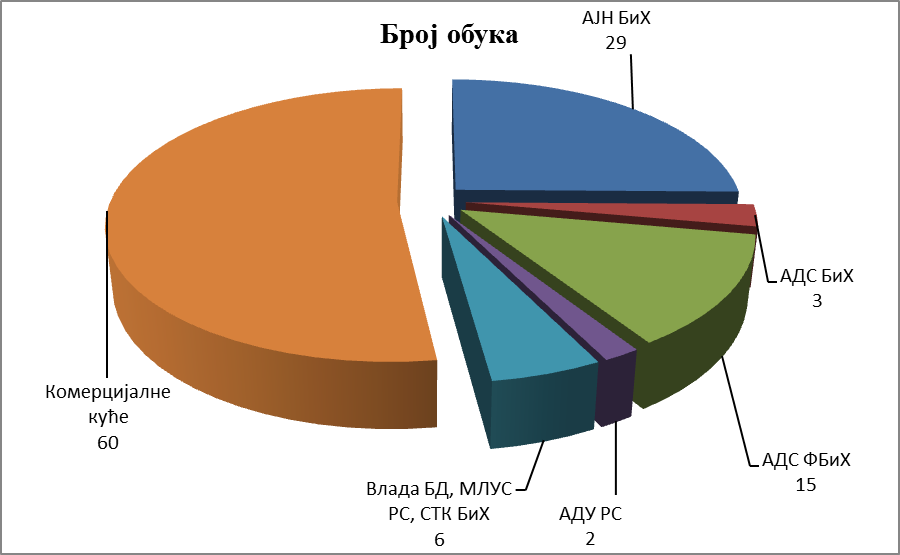 Број обука
АЈН БиХ
29
АДС БиХ
3
АДС ФБиХ
15
АДУ РС
2
Влада БД, МЛУС
РС, СТК БиХ
6
Комерцијалне
куће
60